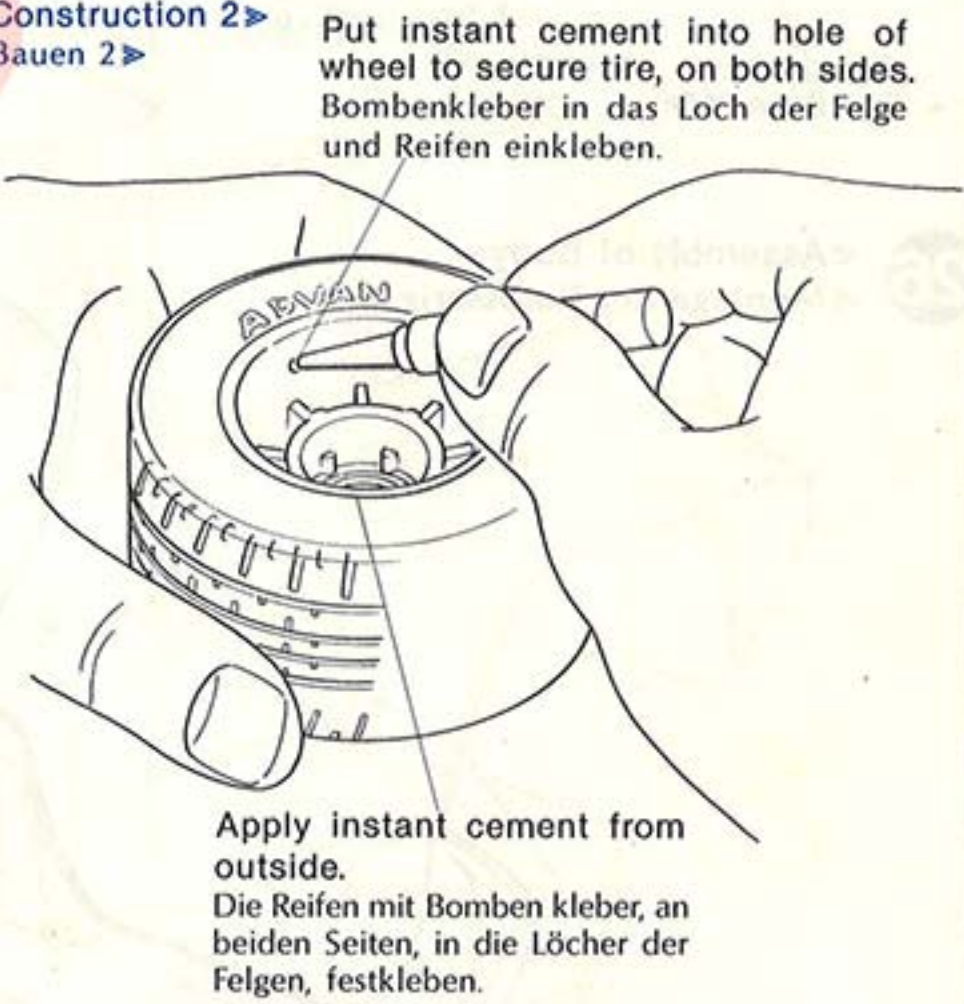 Construction 2
Bauen 2
Put instant cement into hole of
wheel to secure tire, on both sides.
Bombenkleber in das Loch der Felge
und Reifen einkleben.
ADVAN
Apply instant cement from
outside.
Die Reifen mit Bomben kleber, an
beiden Seiten, in die Löcher der
Felgen, festkleben.